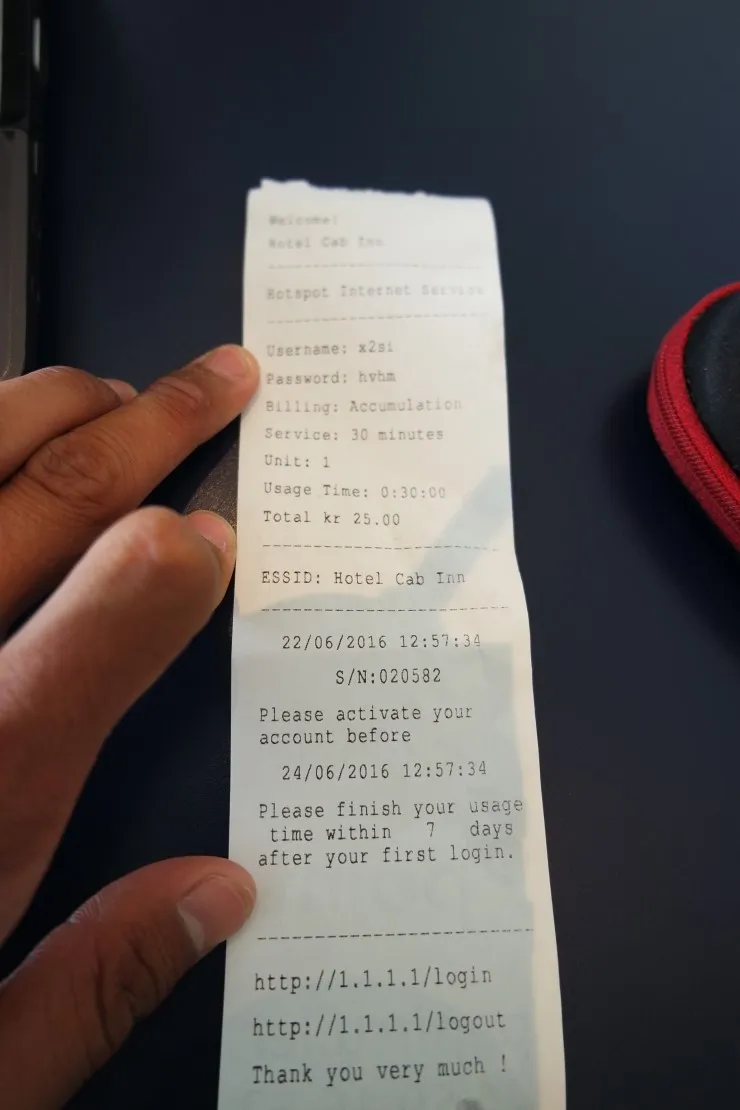 Welcome!
Hotel Cab Inn
Hotspot Internet Service
Username: x2si
Password: hvhm
Billing: Accumulation
Service: 30 minutes
Unit: 1
Usage Time: 0:30:00
Total kr 25.00
ESSID: Hotel Cab Inn
22/06/2016 12:57:34
S/N:020582
Please activate your
account before
24/06/2016 12:57:34
Please finish your usage
time within 7 days
after your first login.
http://1.1.1.1/login
http://1.1.1.1/logout
Thank you very much !